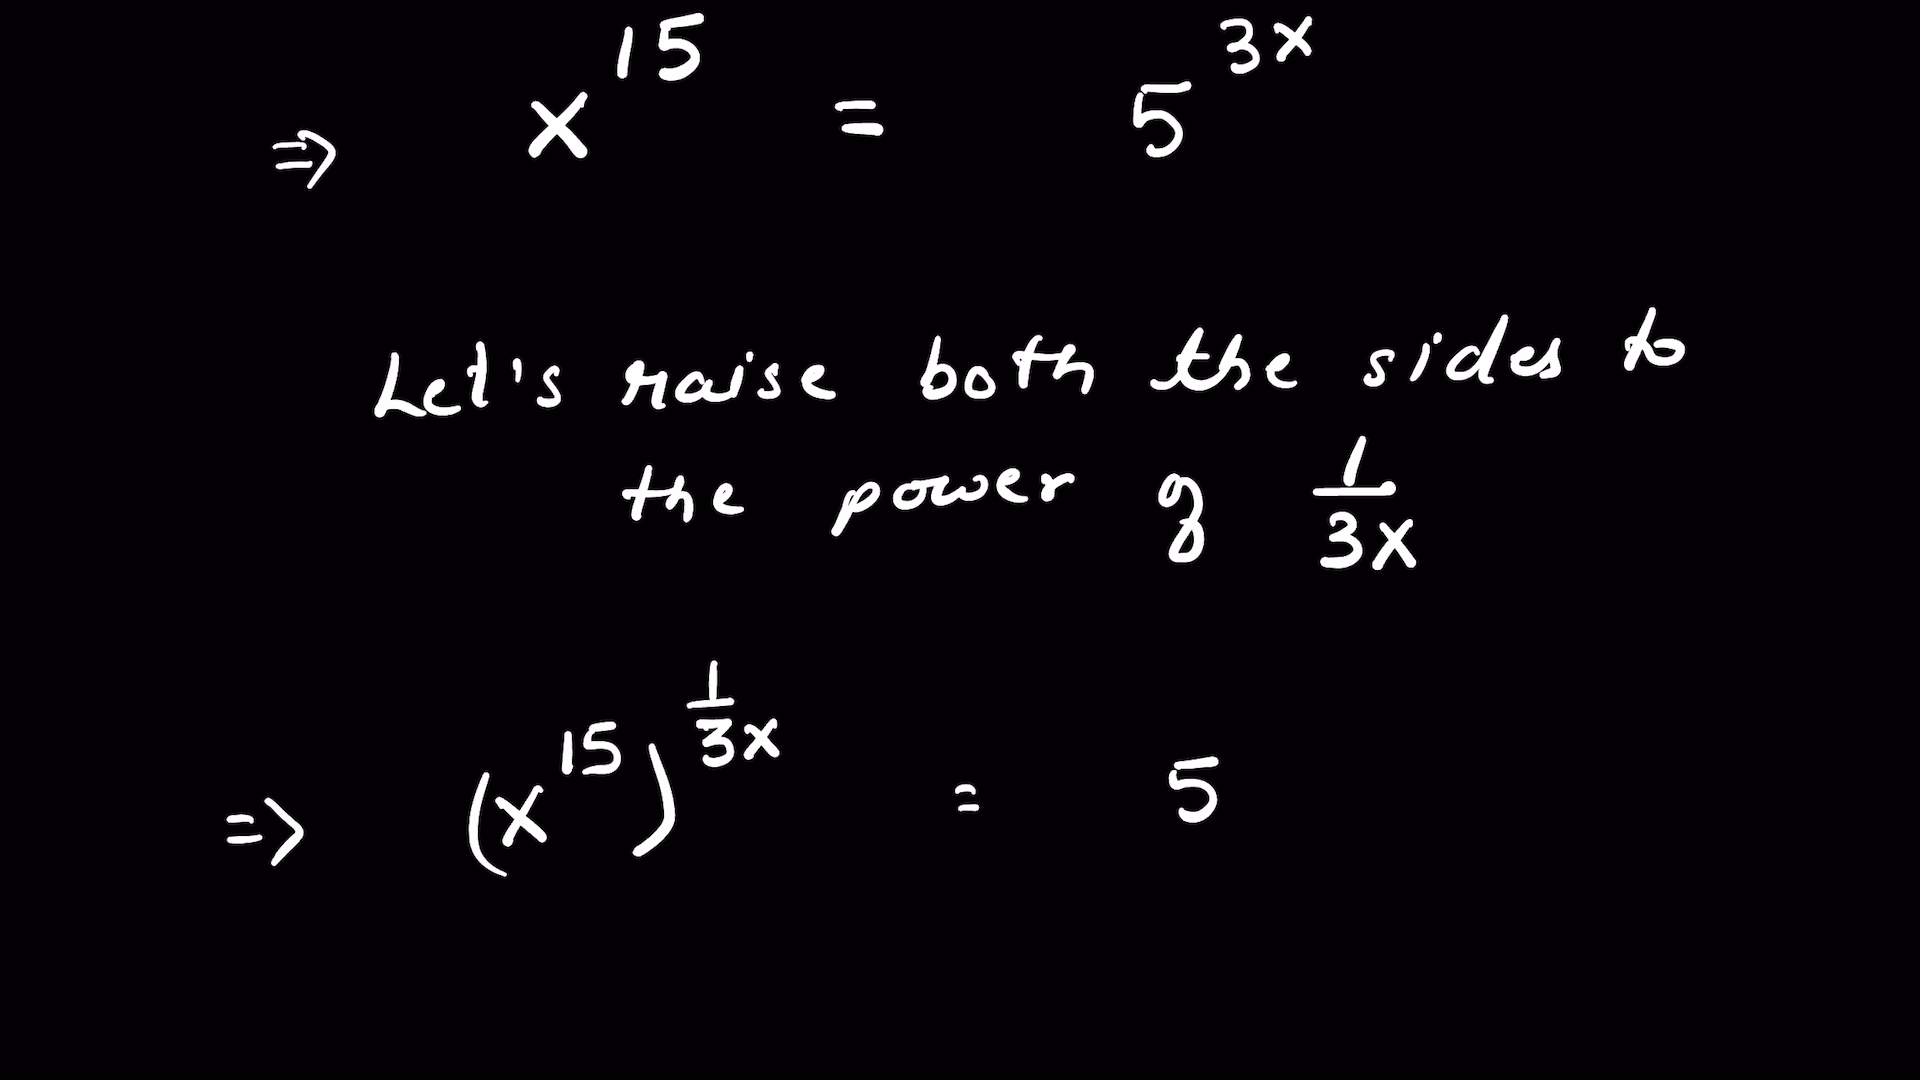 ⇒ x^15 = 5^3x
Let's raise both the sides to
the power of 1/3x
=> (x^15)^1/3x = 5